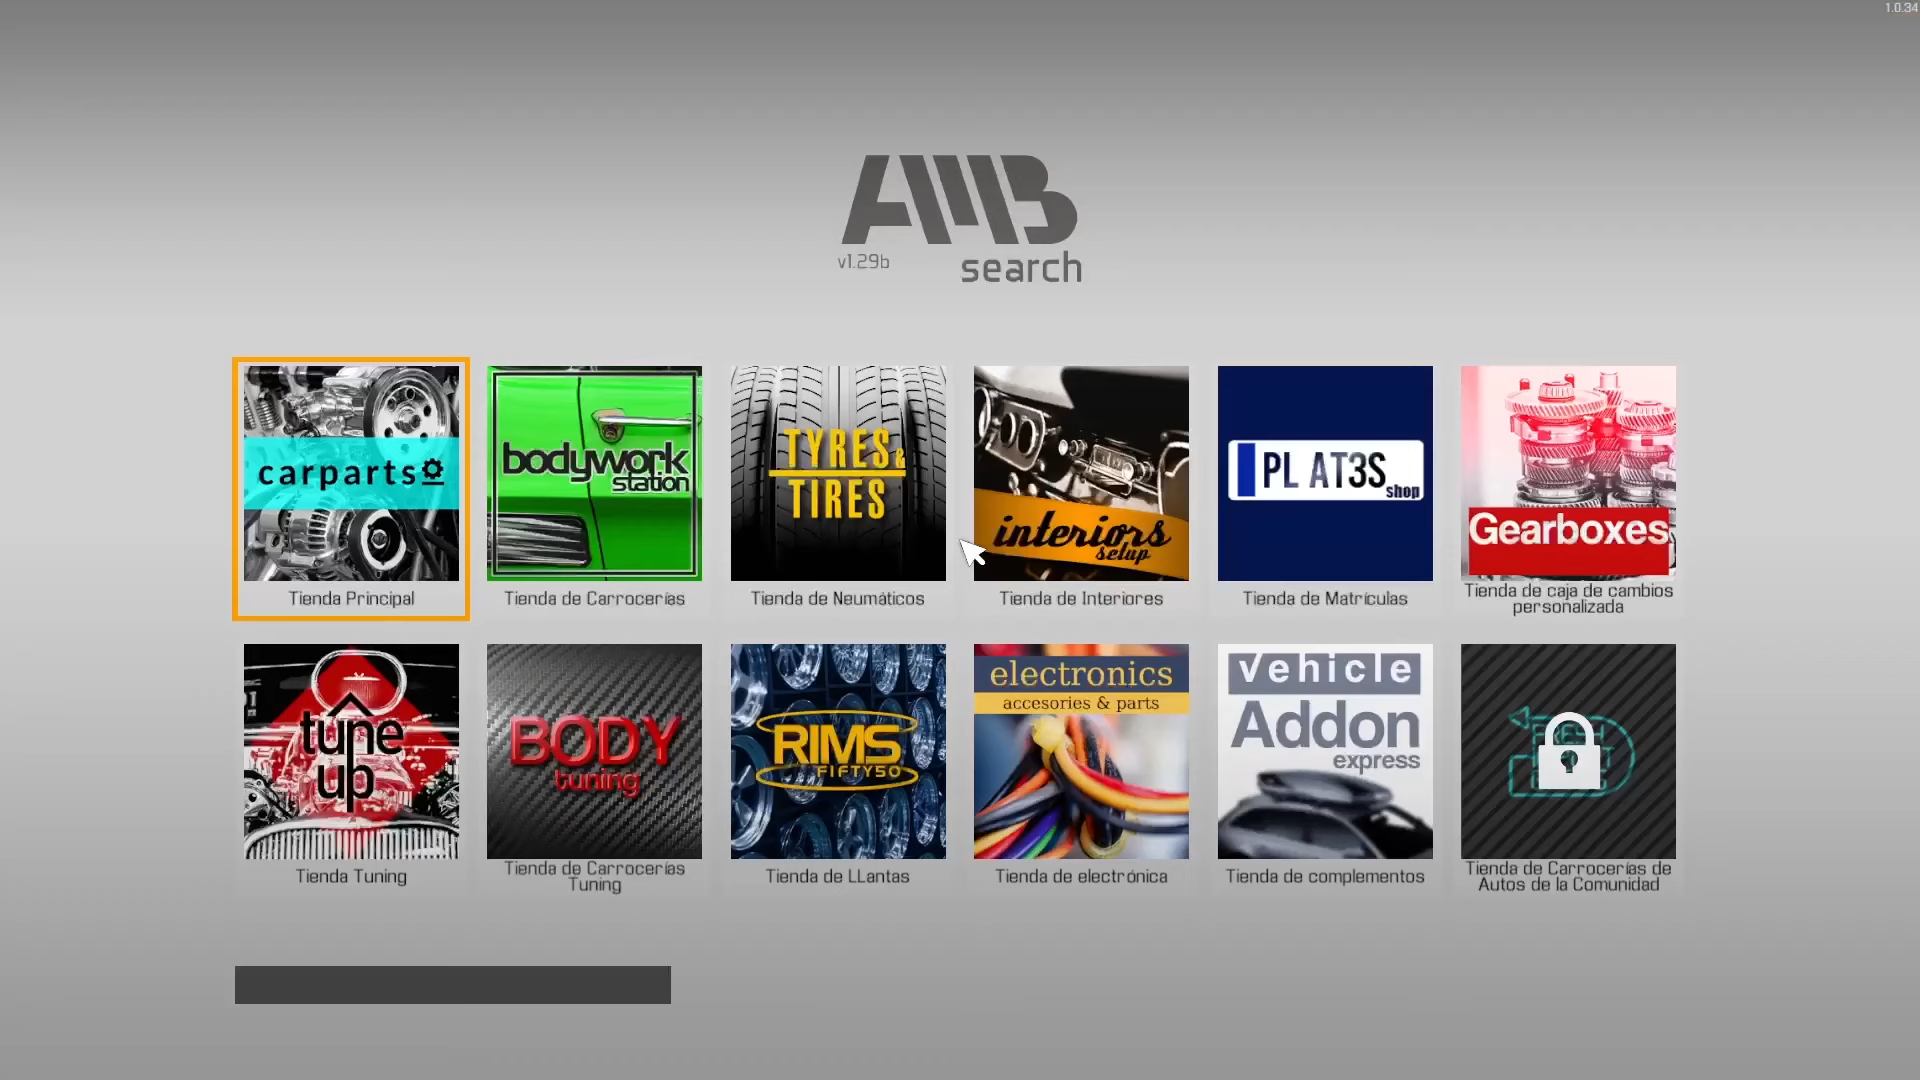 1.0.34
AMB
v1.29b
search
carparts
bodywork
station
TYRES &
TIRES
interiors
setup
PL AT3S
shop
Gearboxes
Tienda Principal
Tienda de Carrocerías
Tienda de Neumáticos
Tienda de Interiores
Tienda de Matrículas
Tienda de caja de cambios
personalizada
tune
up
BODY
tuning
RIMS
FIFTY50
electronics
accesories & parts
vehicle
Addon
express
Tienda Tuning
Tienda de Carrocerías
Tuning
Tienda de LLantas
Tienda de electrónica
Tienda de complementos
Tienda de Carrocerías de
Autos de la Comunidad